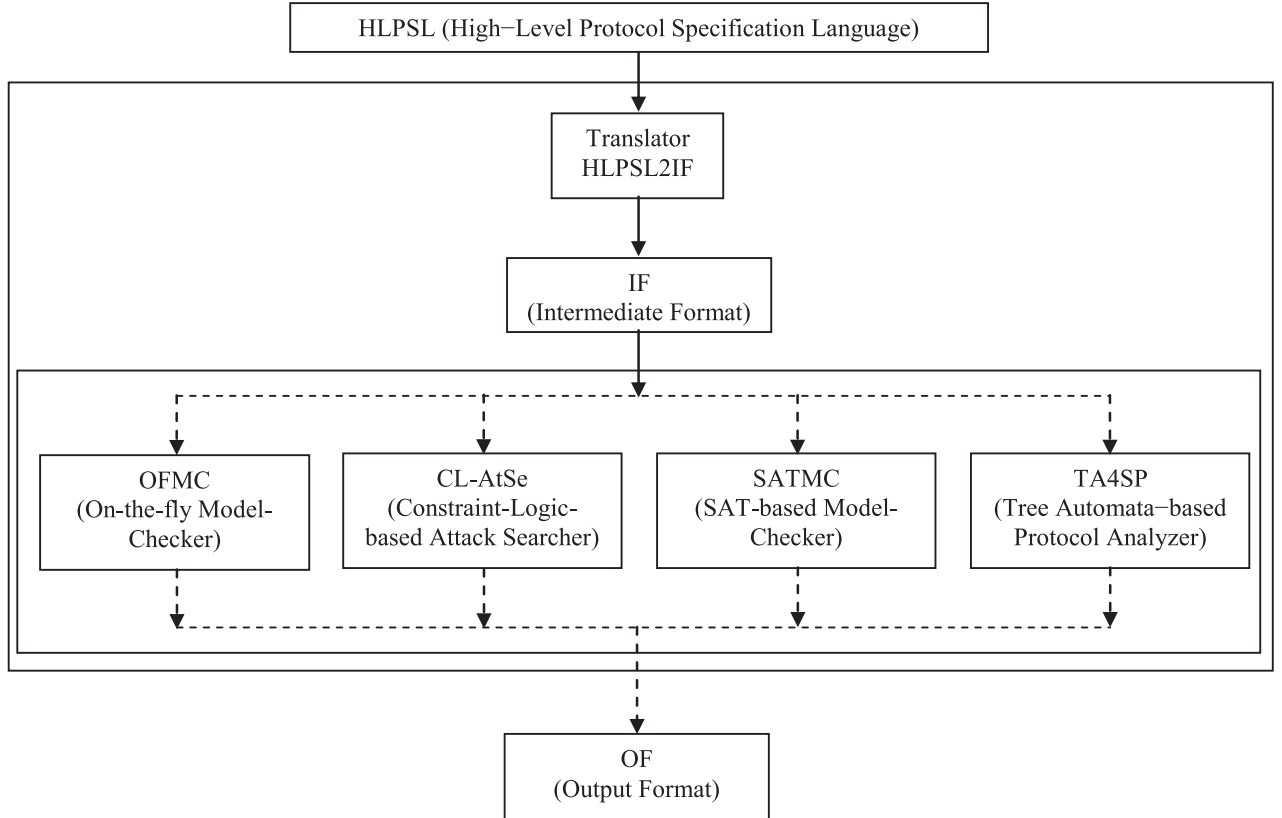 HLPSL (High−Level Protocol Specification Language)
Translator
HLPSL2IF
IF
(Intermediate Format)
OFMC
(On-the-fly Model-
Checker)
CL-AtSe
(Constraint-Logic-
based Attack Searcher)
SATMC
(SAT-based Model-
Checker)
TA4SP
(Tree Automata−based
Protocol Analyzer)
OF
(Output Format)